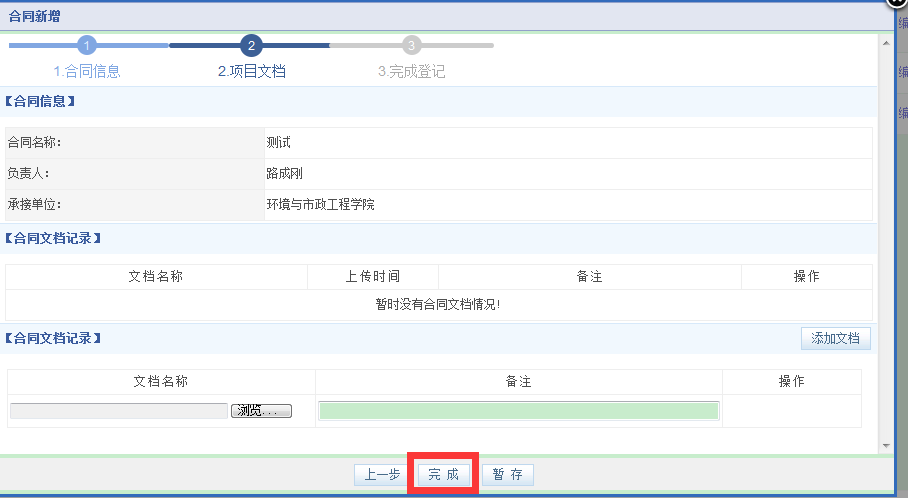 合同新增
1 2 3
1.合同信息 2.项目文档 3.完成登记
【合同信息】
合同名称： 测试
负责人： 路成刚
承接单位： 环境与市政工程学院
【合同文档记录】
文档名称 上传时间 备注 操作
暂时没有合同文档情况!
【合同文档记录】 添加文档
文档名称 备注 操作
浏览...
上一步 完 成 暂 存
编
编
编